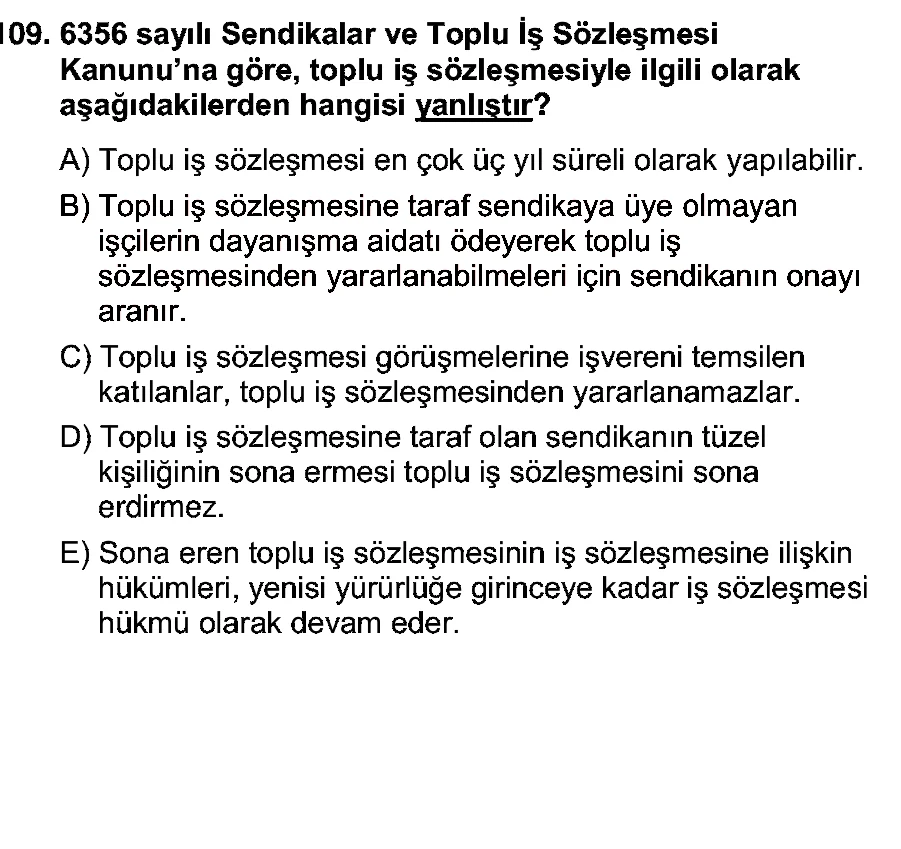 109. 6356 sayılı Sendikalar ve Toplu İş Sözleşmesi
Kanunu’na göre, toplu iş sözleşmesiyle ilgili olarak
aşağıdakilerden hangisi yanlıştır?
A) Toplu iş sözleşmesi en çok üç yıl süreli olarak yapılabilir.
B) Toplu iş sözleşmesine taraf sendikaya üye olmayan
işçilerin dayanışma aidatı ödeyerek toplu iş
sözleşmesinden yararlanabilmeleri için sendikanın onayı
aranır.
C) Toplu iş sözleşmesi görüşmelerine işvereni temsilen
katılanlar, toplu iş sözleşmesinden yararlanamazlar.
D) Toplu iş sözleşmesine taraf olan sendikanın tüzel
kişiliğinin sona ermesi toplu iş sözleşmesini sona
erdirmez.
E) Sona eren toplu iş sözleşmesinin iş sözleşmesine ilişkin
hükümleri, yenisi yürürlüğe girinceye kadar iş sözleşmesi
hükmü olarak devam eder.